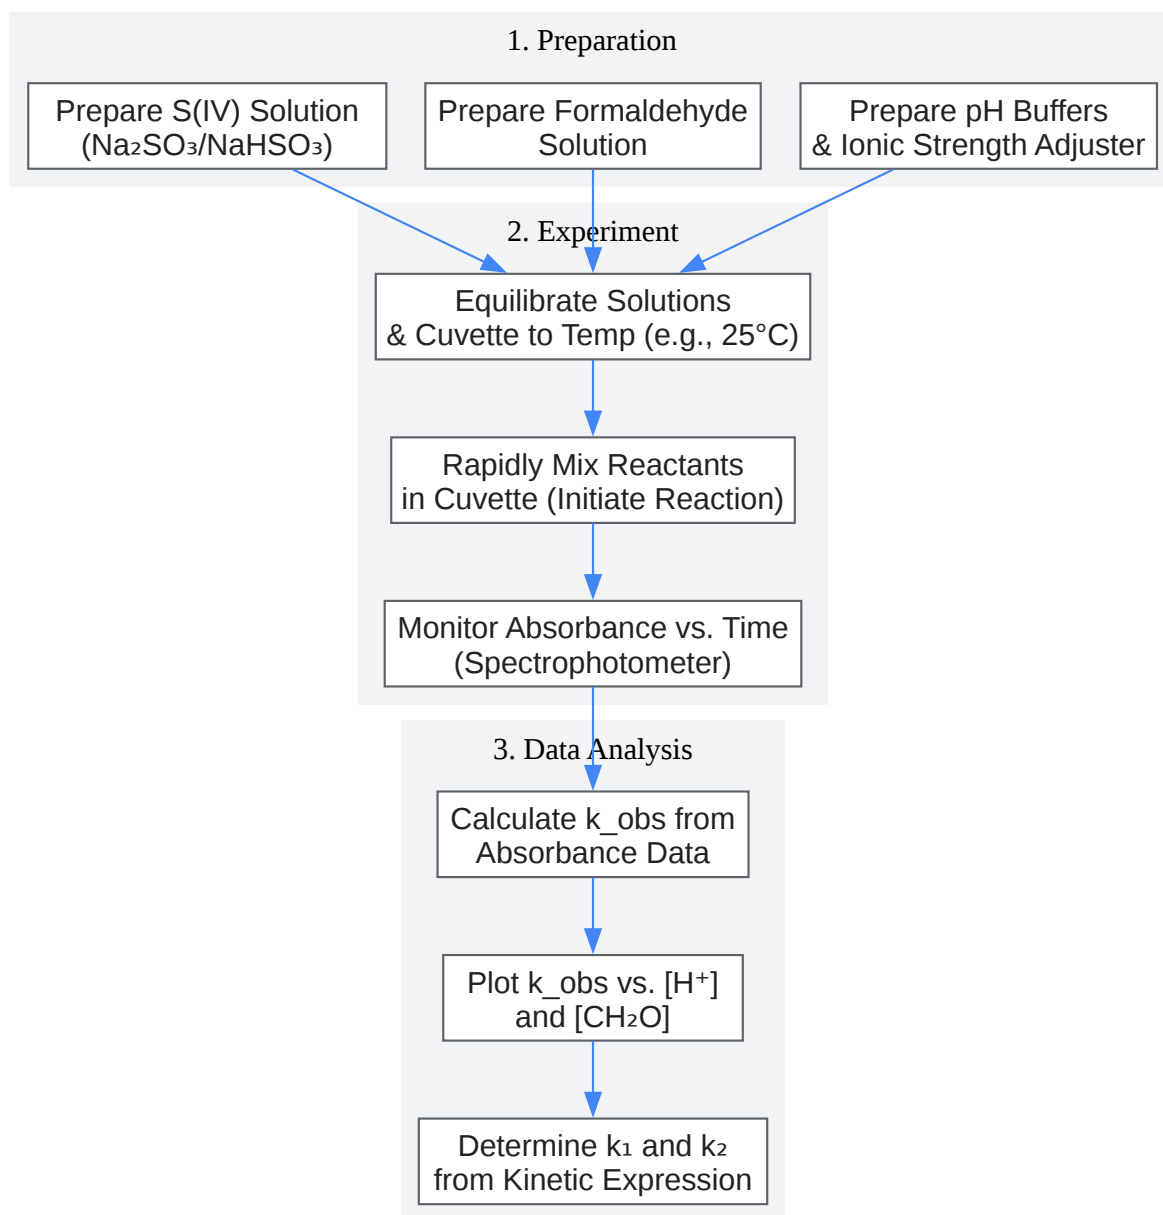 1. Preparation
Prepare S(IV) Solution
(Na₂SO₃/NaHSO₃)
Prepare Formaldehyde
Solution
Prepare pH Buffers
& Ionic Strength Adjuster
2. Experiment
Equilibrate Solutions
& Cuvette to Temp (e.g., 25°C)
Rapidly Mix Reactants
in Cuvette (Initiate Reaction)
Monitor Absorbance vs. Time
(Spectrophotometer)
3. Data Analysis
Calculate k_obs from
Absorbance Data
Plot k_obs vs. [H⁺]
and [CH₂O]
Determine k₁ and k₂
from Kinetic Expression